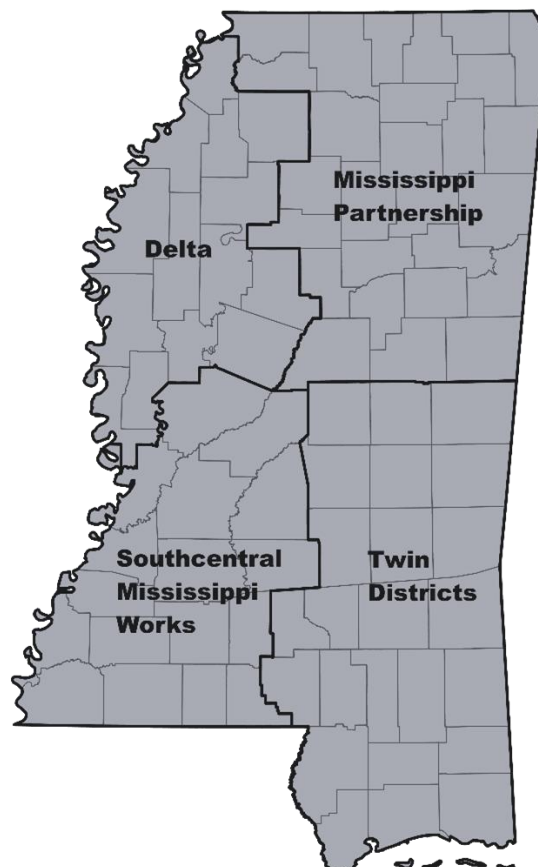 Mississippi
Partnership
Delta
Southcentral
Mississippi
Works
Twin
Districts